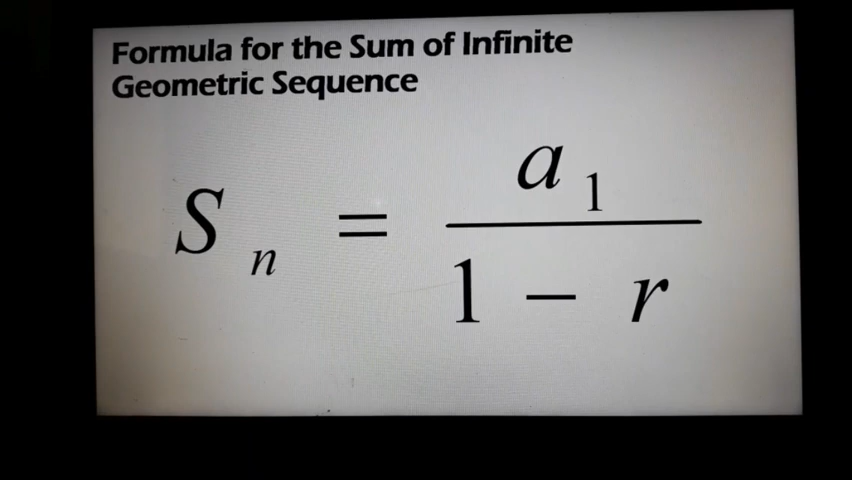 Formula for the Sum of Infinite
Geometric Sequence
S n = a 1 / 1 − r